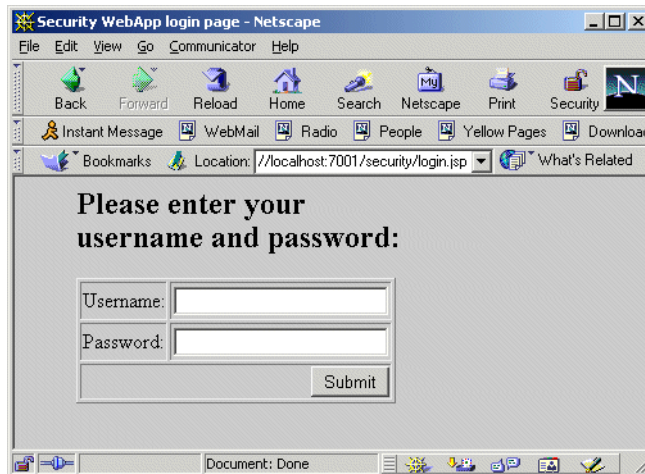 Security WebApp login page - Netscape
File Edit View Go Communicator Help
My
N
Back Forward Reload Home Search Netscape Print Security
Instant Message WebMail Radio People Yellow Pages Download
Bookmarks Location: //localhost:7001/security/login.jsp What's Related
Please enter your
username and password:
Username:
Password:
Submit
Document: Done